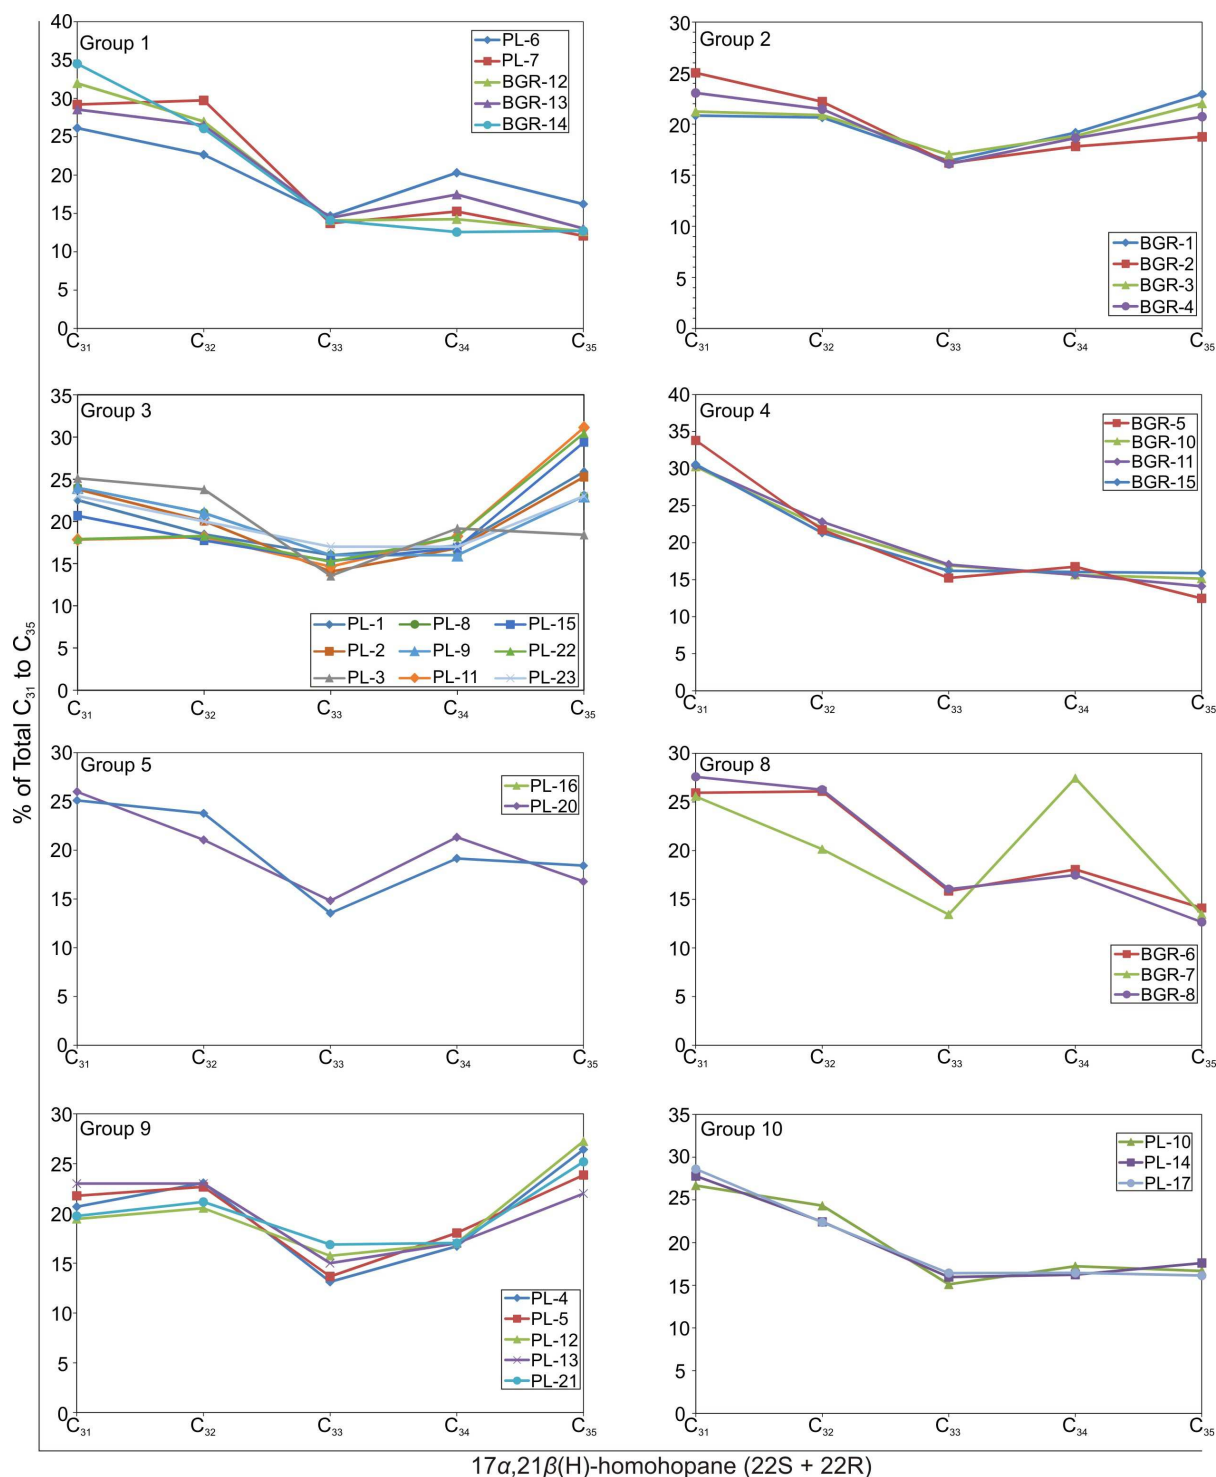 % of Total C31 to C35
Group 1
40
35
30
25
20
15
10
5
0
C31 C32 C33 C34 C35
PL-6
PL-7
BGR-12
BGR-13
BGR-14
Group 2
30
25
20
15
10
5
0
C31 C32 C33 C34 C35
BGR-1
BGR-2
BGR-3
BGR-4
Group 3
35
30
25
20
15
10
5
0
C31 C32 C33 C34 C35
PL-1 PL-8 PL-15
PL-2 PL-9 PL-22
PL-3 PL-11 PL-23
Group 4
40
35
30
25
20
15
10
5
0
C31 C32 C33 C34 C35
BGR-5
BGR-10
BGR-11
BGR-15
Group 5
30
25
20
15
10
5
0
C31 C32 C33 C34 C35
PL-16
PL-20
Group 8
30
25
20
15
10
5
0
C31 C32 C33 C34 C35
BGR-6
BGR-7
BGR-8
Group 9
30
25
20
15
10
5
0
C31 C32 C33 C34 C35
PL-4
PL-5
PL-12
PL-13
PL-21
Group 10
35
30
25
20
15
10
5
0
C31 C32 C33 C34 C35
PL-10
PL-14
PL-17
17α,21β(H)-homohopane (22S + 22R)